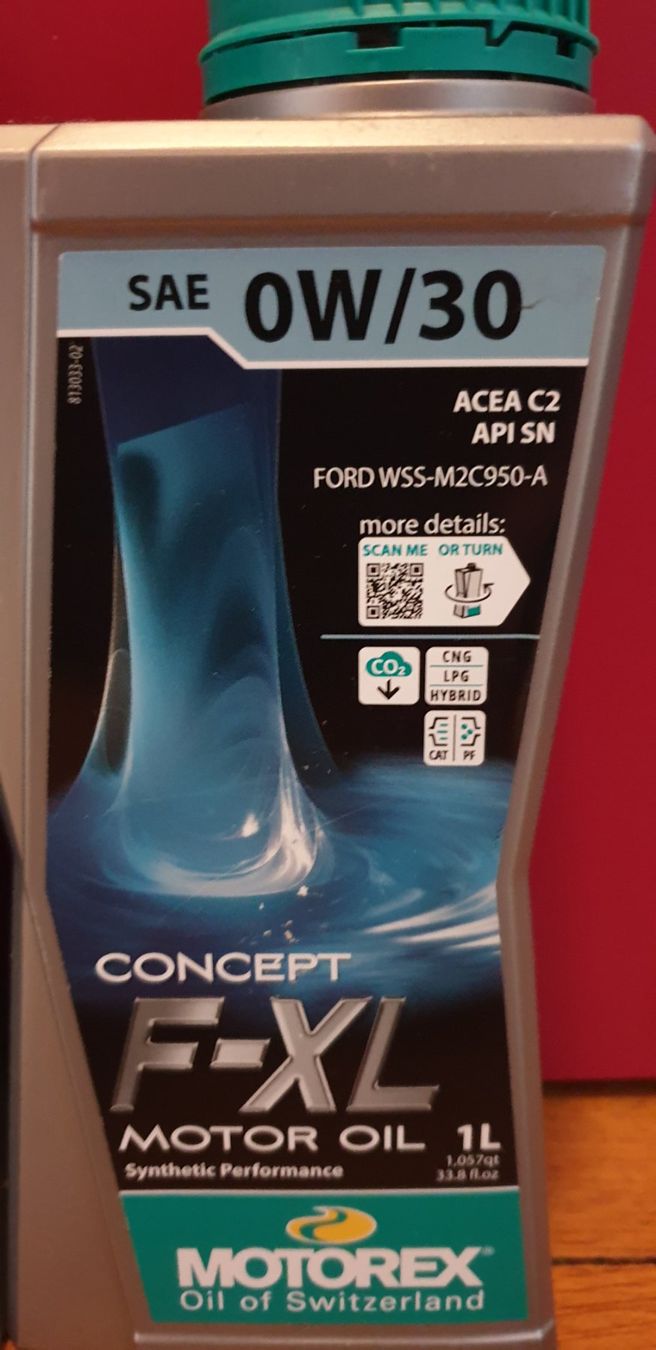 SAE 0W/30
813033-02
ACEA C2
API SN
FORD WSS-M2C950-A
more details:
SCAN ME OR TURN
CO₂
CNG
LPG
HYBRID
CAT PF
CONCEPT
F-XL
MOTOR OIL 1L
1,057qt
Synthetic Performance
33.8 fl.oz
MOTOREX
Oil of Switzerland